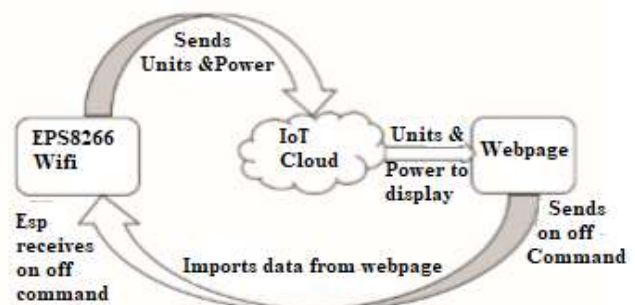 Sends
Units &Power
EPS8266
Wifi
IoT
Cloud
Units &
Power to
display
Webpage
Sends
on off
Command
Imports data from webpage
Esp
receives
on off
command